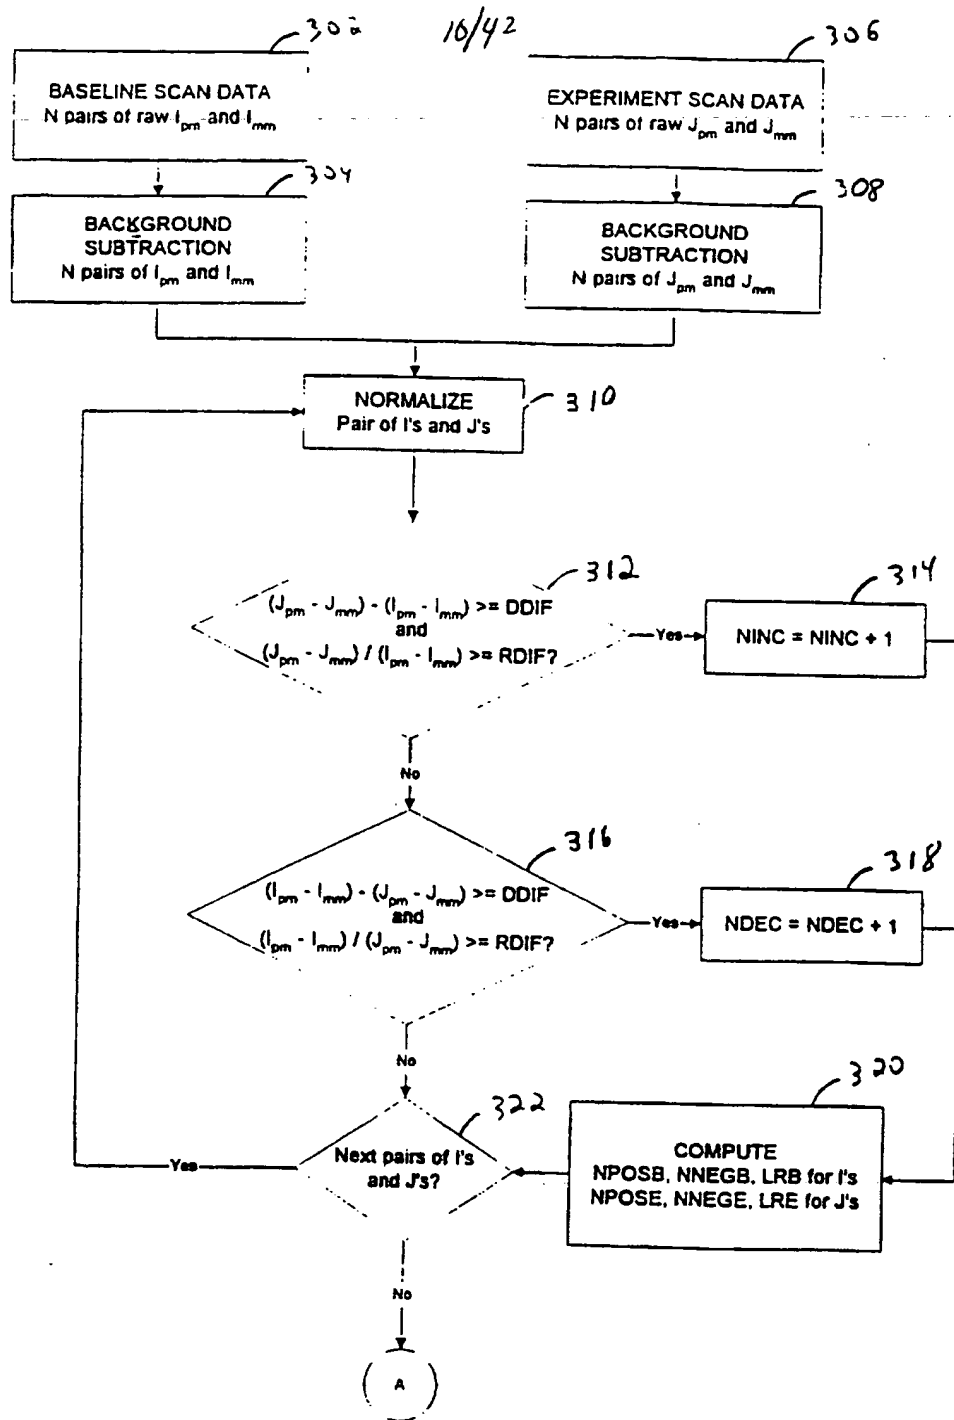 302
10/42
306
BASELINE SCAN DATA
N pairs of raw Ipm and Imm
EXPERIMENT SCAN DATA
N pairs of raw Jpm and Jmm
304
308
BACKGROUND
SUBTRACTION
N pairs of Ipm and Imm
BACKGROUND
SUBTRACTION
N pairs of Jpm and Jmm
NORMALIZE
Pair of I's and J's
310
312
(Jpm - Jmm) - (Ipm - Imm) >= DDIF
and
(Jpm - Jmm) / (Ipm - Imm) >= RDIF?
Yes
314
NINC = NINC + 1
No
316
(Ipm - Imm) - (Jpm - Jmm) >= DDIF
and
(Ipm - Imm) / (Jpm - Jmm) >= RDIF?
Yes
318
NDEC = NDEC + 1
No
322
320
Next pairs of I's
and J's?
Yes
COMPUTE
NPOSB, NNEGB, LRB for I's
NPOSE, NNEGE, LRE for J's
No
A